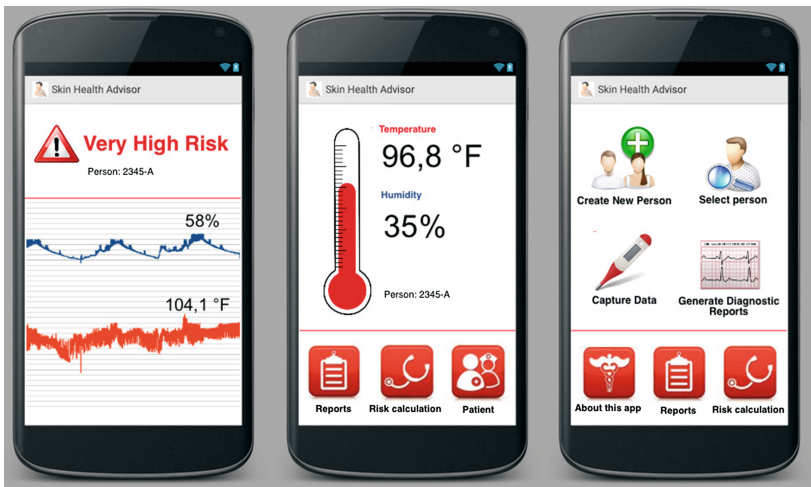 Skin Health Advisor
Very High Risk
Person: 2345-A
58%
104,1 °F
Skin Health Advisor
Temperature
96,8 °F
Humidity
35%
Person: 2345-A
Reports
Risk calculation
Patient
Skin Health Advisor
Create New Person
Select person
Capture Data
Generate Diagnostic
Reports
About this app
Reports
Risk calculation